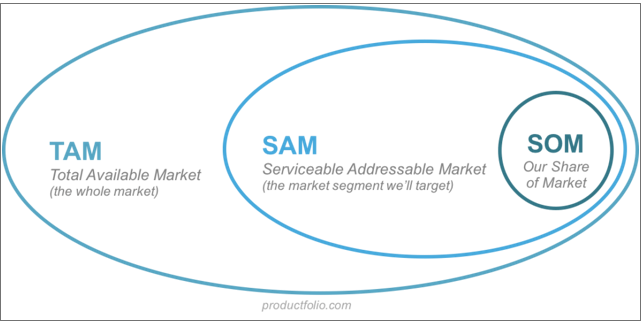 TAM
Total Available Market
(the whole market)
SAM
Serviceable Addressable Market
(the market segment we'll target)
SOM
Our Share
of Market
productfolio.com